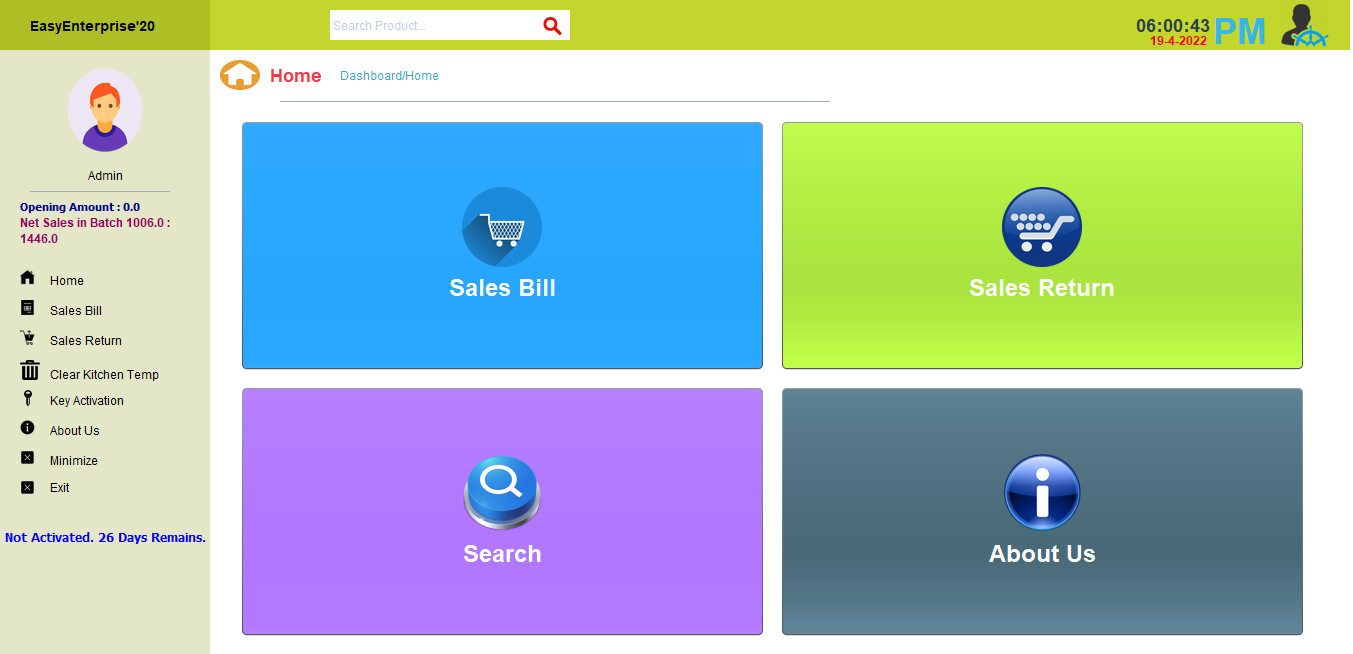 EasyEnterprise'20
Search Product...
06:00:43 PM
19-4-2022
Home
Dashboard/Home
Admin
Opening Amount : 0.0
Net Sales in Batch 1006.0 :
1446.0
Home
Sales Bill
Sales Return
Clear Kitchen Temp
Key Activation
About Us
Minimize
Exit
Not Activated. 26 Days Remains.
Sales Bill
Sales Return
Search
About Us